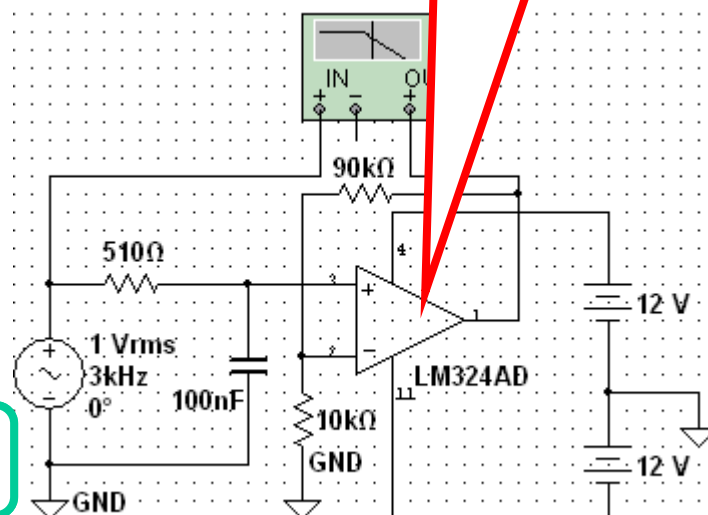 IN
+ − +
90kΩ
510Ω
4
3
+
1
12 V
+
1 Vrms
3kHz
0°
−
2
−
LM324AD
100nF
11
10kΩ
GND
12 V
GND